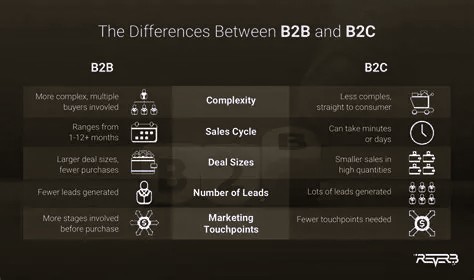 The Differences Between B2B and B2C
B2B
B2C
More complex, multiple
buyers invovled
Complexity
Less comples,
straight to consumer
Ranges from
1-12+ months
Sales Cycle
Can take minutes
or days
Larger deal sizes,
fewer purchases
Deal Sizes
Smaller sales in
high quantities
Fewer leads generated
Number of Leads
Lots of leads generated
More stages involved
before purchase
Marketing
Touchpoints
Fewer touchpoints needed
REVERB